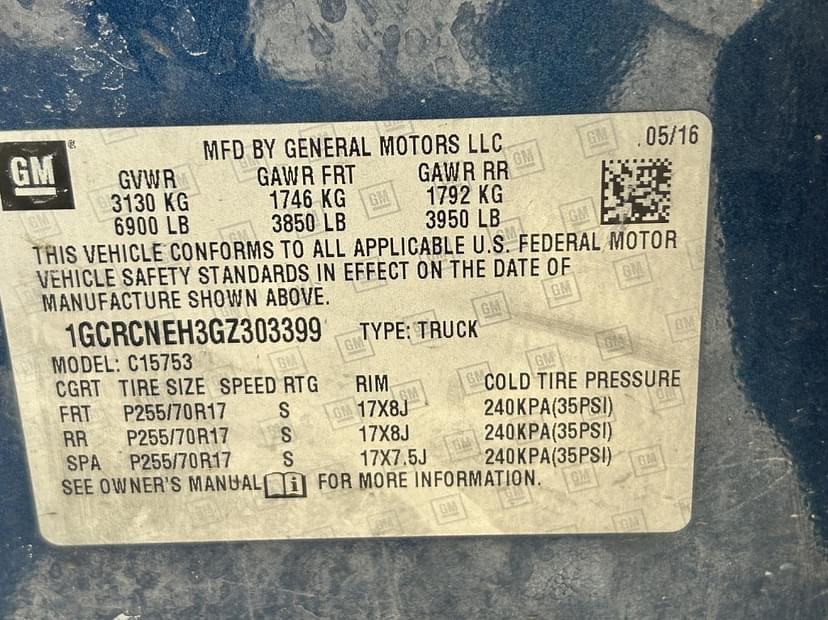 GM ®
MFD BY GENERAL MOTORS LLC 05/16
GVWR GAWR FRT GAWR RR
3130 KG 1746 KG 1792 KG
6900 LB 3850 LB 3950 LB
THIS VEHICLE CONFORMS TO ALL APPLICABLE U.S. FEDERAL MOTOR
VEHICLE SAFETY STANDARDS IN EFFECT ON THE DATE OF
MANUFACTURE SHOWN ABOVE.
1GCRCNEH3GZ303399 TYPE: TRUCK
MODEL: C15753
CGRT TIRE SIZE SPEED RTG RIM COLD TIRE PRESSURE
FRT P255/70R17 S 17X8J 240KPA(35PSI)
RR P255/70R17 S 17X8J 240KPA(35PSI)
SPA P255/70R17 S 17X7.5J 240KPA(35PSI)
SEE OWNER'S MANUAL i FOR MORE INFORMATION.